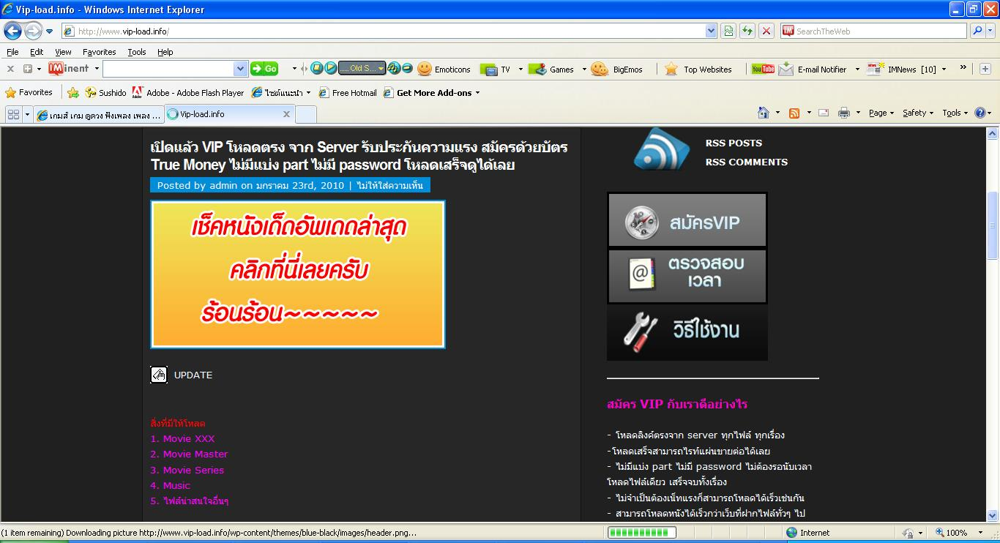 Vip-load.info - Windows Internet Explorer
http://www.vip-load.info/
SearchTheWeb
File Edit View Favorites Tools Help
IMinent Go ..... Old S... Emoticons TV Games BigEmos Top Websites YouTube E-mail Notifier IMNews [10]
Favorites Sushido Adobe - Adobe Flash Player ไซต์แนะนำ Free Hotmail Get More Add-ons
เกมส์ เกม ดูดวง ฟังเพลง เพลง ... Vip-load.info Page Safety Tools
เปิดแล้ว VIP โหลดตรง จาก Server รับประกันความแรง สมัครด้วยบัตร
True Money ไม่มีแบ่ง part ไม่มี password โหลดเสร็จดูได้เลย
Posted by admin on มกราคม 23rd, 2010 | ไม่ให้ใส่ความเห็น
เช็คหนังเด็ดอัพเดดล่าสุด
คลิกที่นี่เลยครับ
ร้อนร้อน~~~~~
UPDATE
สิ่งที่มีให้โหลด
1. Movie XXX
2. Movie Master
3. Movie Series
4. Music
5. ไฟล์น่าสนใจอื่นๆ
RSS POSTS
RSS COMMENTS
สมัครVIP
ตรวจสอบ
เวลา
วิธีใช้งาน
สมัคร VIP กับเราดีอย่างไร
- โหลดลิงค์ตรงจาก server ทุกไฟล์ ทุกเรื่อง
-โหลดเสร็จสามารถไรท์แผ่นขายต่อได้เลย
- ไม่มีแบ่ง part ไม่มี password ไม่ต้องรอนับเวลา
โหลดไฟล์เดียว เสร็จจบทั้งเรื่อง
- ไม่จำเป็นต้องเน็ทแรงก็สามารถโหลดได้เร็วเช่นกัน
- สามารถโหลดหนังได้เร็วกว่าเว็บที่ฝากไฟล์ทั่วๆ ไป
(1 item remaining) Downloading picture http://www.vip-load.info/wp-content/themes/blue-black/images/header.png...
Internet 100%